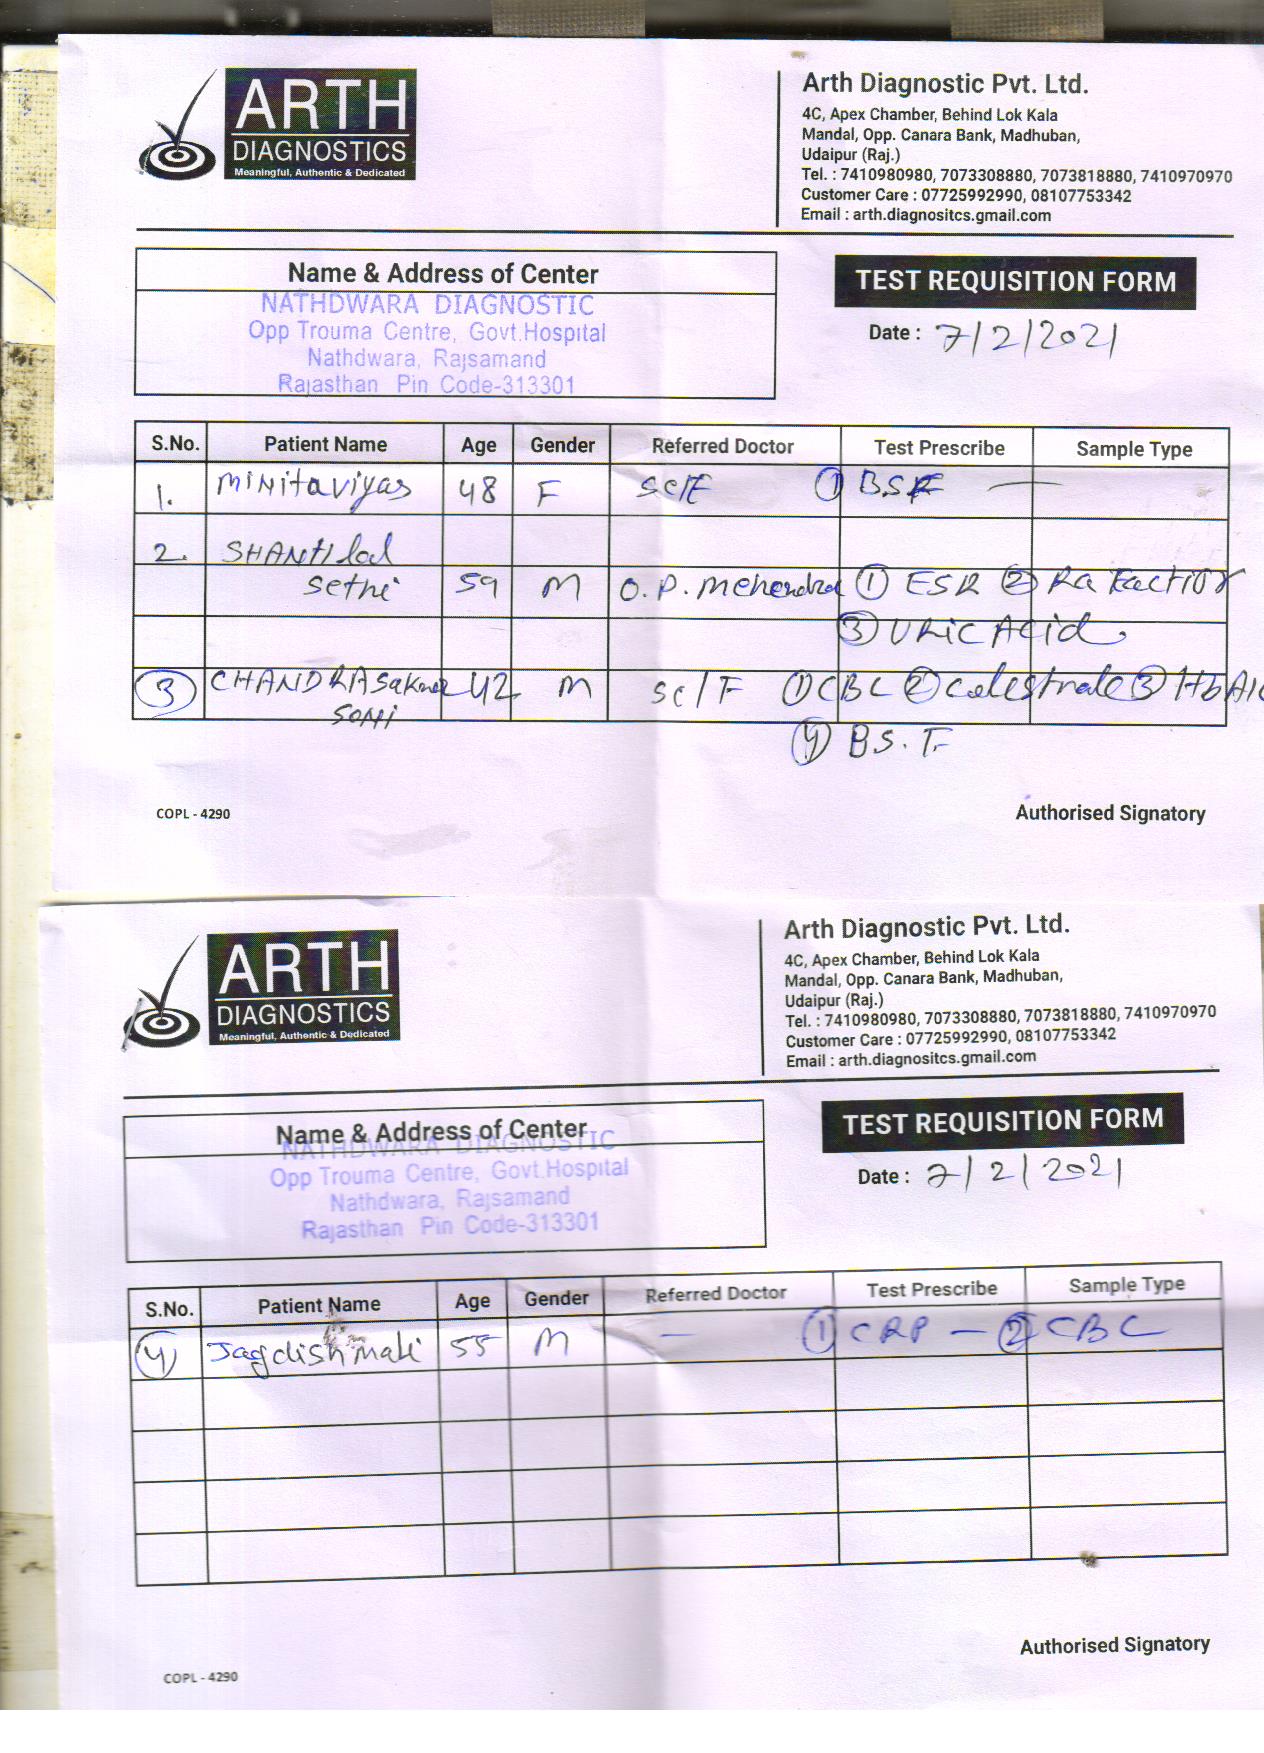 ARTH
DIAGNOSTICS
Meaningful, Authentic & Dedicated
Arth Diagnostic Pvt. Ltd.
4C, Apex Chamber, Behind Lok Kala
Mandal, Opp. Canara Bank, Madhuban,
Udaipur (Raj.)
Tel. : 7410980980, 7073308880, 7073818880, 7410970970
Customer Care : 07725992990, 08107753342
Email : arth.diagnositcs.gmail.com
Name & Address of Center
NATHDWARA DIAGNOSTIC
Opp Trouma Centre, Govt.Hospital
Nathdwara, Rajsamand
Rajasthan Pin Code-313301
TEST REQUISITION FORM
Date : 7/2/2021
S.No. Patient Name Age Gender Referred Doctor Test Prescribe Sample Type
1. MiNita viyas 48 F sc/F ① B.S.F —
2. SHANtilal
Sethi 59 M O.P. Mehendra ① ESR ② Ra Factior
③ URic Acid
③ CHANDRA 42 M sc/F ① CBC ② Colestrale ③ HbA1c
SoNi
④ BS.F
COPL - 4290
Authorised Signatory
ARTH
DIAGNOSTICS
Meaningful, Authentic & Dedicated
Arth Diagnostic Pvt. Ltd.
4C, Apex Chamber, Behind Lok Kala
Mandal, Opp. Canara Bank, Madhuban,
Udaipur (Raj.)
Tel. : 7410980980, 7073308880, 7073818880, 7410970970
Customer Care : 07725992990, 08107753342
Email : arth.diagnositcs.gmail.com
Name & Address of Center
NATHDWARA DIAGNOSTIC
Opp Trouma Centre, Govt.Hospital
Nathdwara, Rajsamand
Rajasthan Pin Code-313301
TEST REQUISITION FORM
Date : 7/2/2021
S.No. Patient Name Age Gender Referred Doctor Test Prescribe Sample Type
④ Jagdish mali 55 M — ① CRP — ② CBC
Authorised Signatory
COPL - 4290